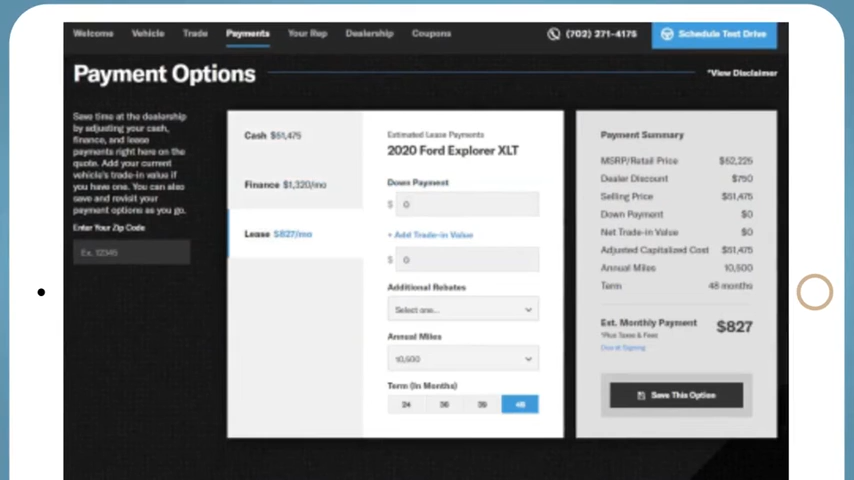 Welcome Vehicle Trade Payments Your Rep Dealership Coupons (702) 271-4175 Schedule Test Drive
Payment Options
*View Disclaimer
Save time at the dealership
by adjusting your cash,
finance, and lease
payments right here on the
quote. Add your current
vehicle's trade-in value if
you have one. You can also
save and revisit your
payment options as you go.
Enter Your Zip Code
Ex. 12345
Cash $51,475
Finance $1,320/mo
Lease $827/mo
Estimated Lease Payments
2020 Ford Explorer XLT
Down Payment
$ 0
+ Add Trade-in Value
$ 0
Additional Rebates
Select one...
Annual Miles
10,500
Term (In Months)
24 36 39 48
Payment Summary
MSRP/Retail Price $52,225
Dealer Discount $750
Selling Price $51,475
Down Payment $0
Net Trade-in Value $0
Adjusted Capitalized Cost $51,475
Annual Miles 10,500
Term 48 months
Est. Monthly Payment $827
*Plus Taxes & Fees
Due at Signing
Save This Option